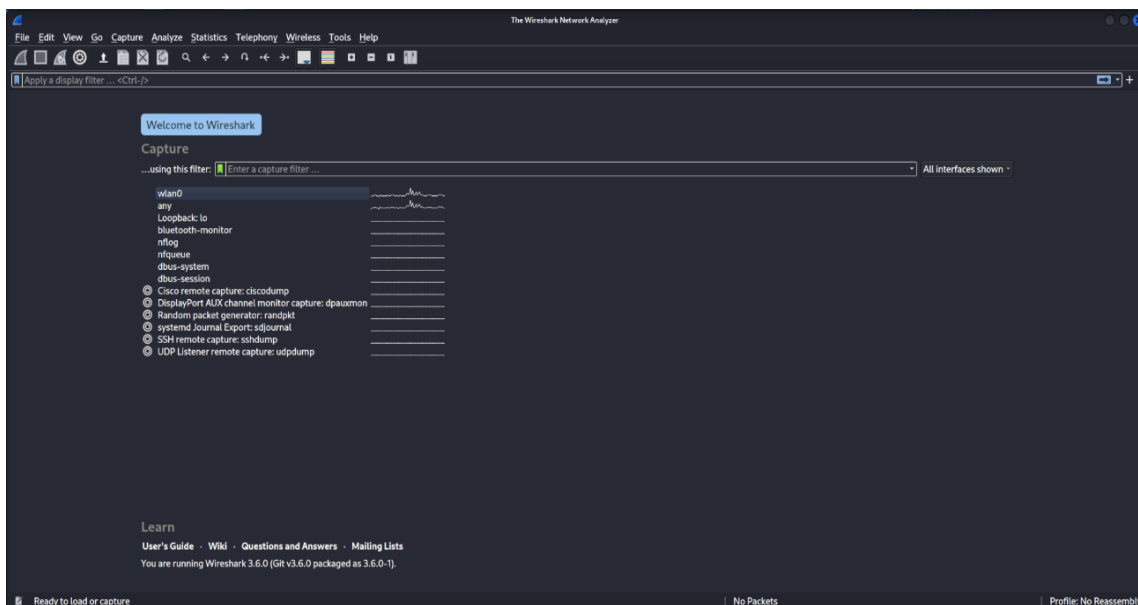 The Wireshark Network Analyzer
File Edit View Go Capture Analyze Statistics Telephony Wireless Tools Help
Apply a display filter ... <Ctrl-/>
Welcome to Wireshark
Capture
...using this filter: Enter a capture filter ... All interfaces shown
wlan0
any
Loopback: lo
bluetooth-monitor
nflog
nfqueue
dbus-system
dbus-session
Cisco remote capture: ciscodump
DisplayPort AUX channel monitor capture: dpauxmon
Random packet generator: randpkt
systemd Journal Export: sdjournal
SSH remote capture: sshdump
UDP Listener remote capture: udpdump
Learn
User's Guide · Wiki · Questions and Answers · Mailing Lists
You are running Wireshark 3.6.0 (Git v3.6.0 packaged as 3.6.0-1).
Ready to load or capture No Packets Profile: No Reassembl